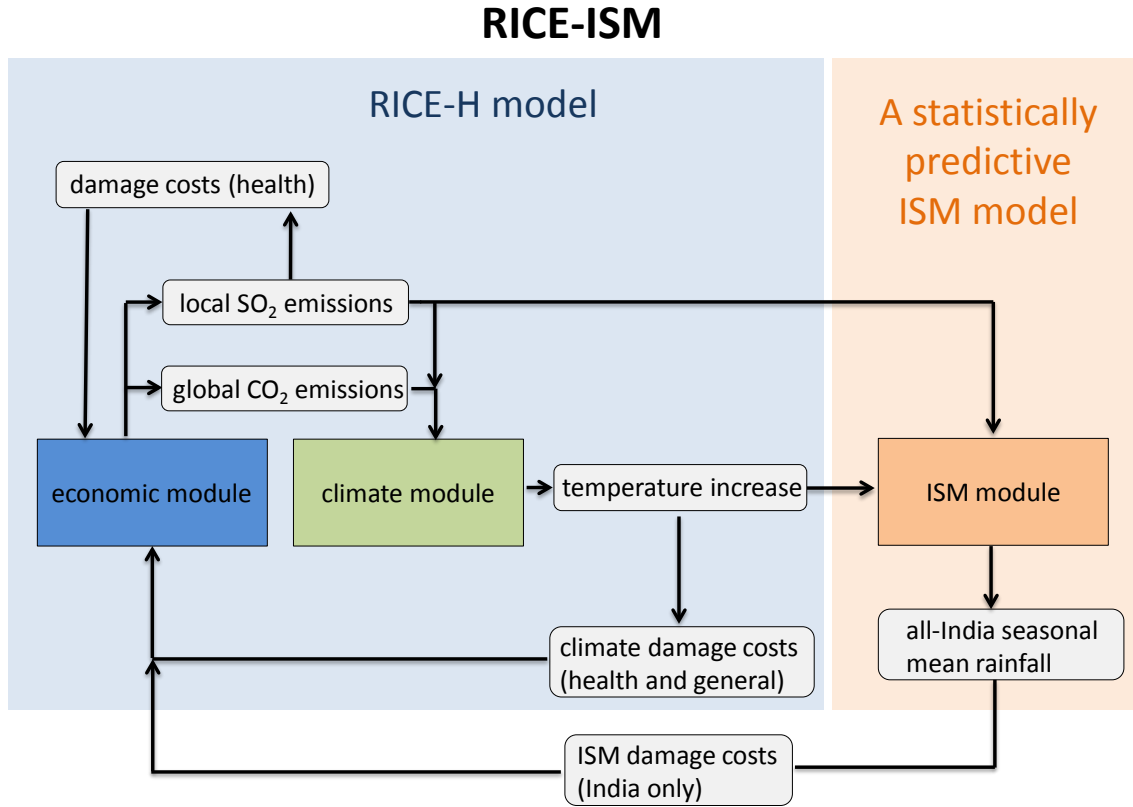 RICE-ISM
RICE-H model
A statistically
predictive
ISM model
damage costs (health)
local SO₂ emissions
global CO₂ emissions
economic module
climate module
temperature increase
ISM module
climate damage costs
(health and general)
all-India seasonal
mean rainfall
ISM damage costs
(India only)